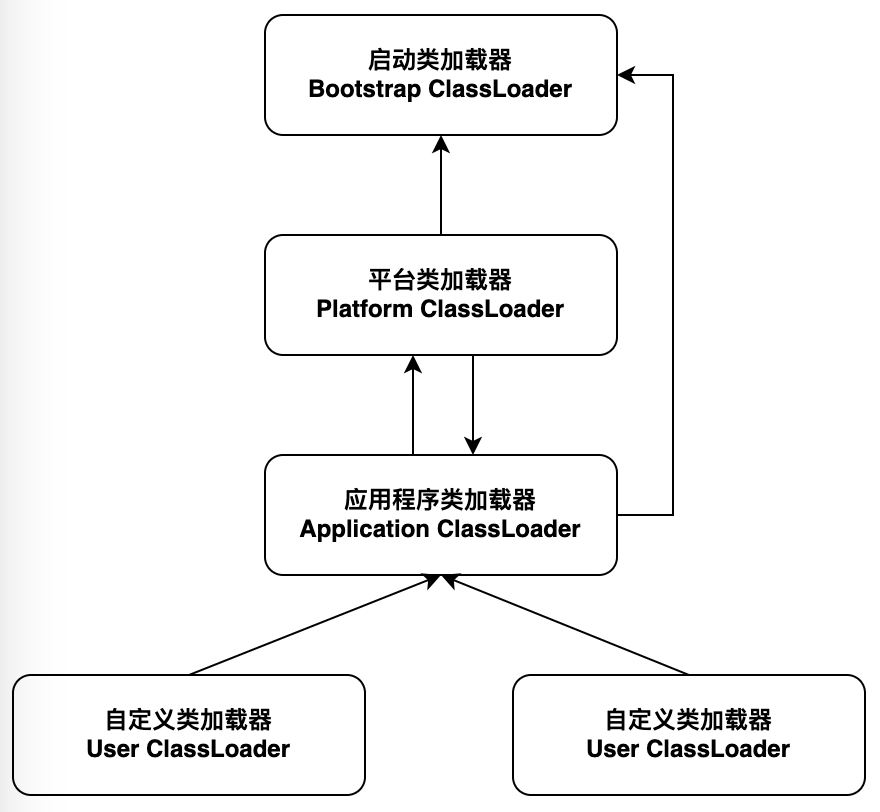 启动类加载器
Bootstrap ClassLoader
平台类加载器
Platform ClassLoader
应用程序类加载器
Application ClassLoader
自定义类加载器
User ClassLoader
自定义类加载器
User ClassLoader